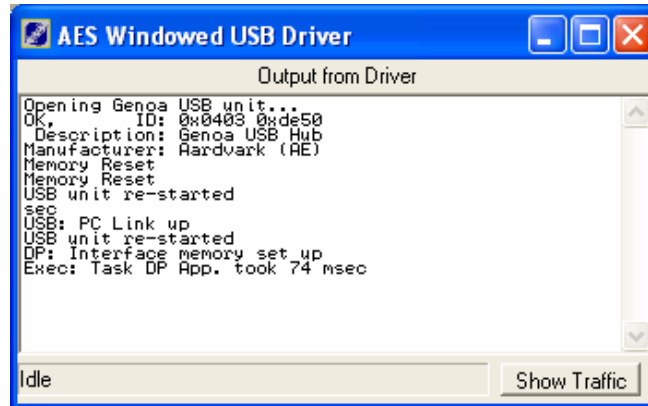 AES Windowed USB Driver
Output from Driver
Opening Genoa USB unit...
OK,       ID: 0x0403 0xde50
 Description: Genoa USB Hub
Manufacturer: Aardvark (AE)
Memory Reset
Memory Reset
USB unit re-started
sec
USB: PC Link up
USB unit re-started
DP: Interface memory set up
Exec: Task DP App. took 74 msec
Idle
Show Traffic